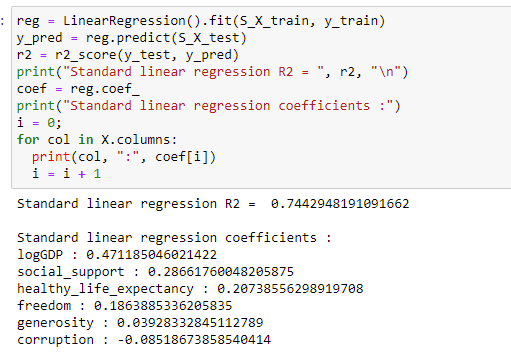 : reg = LinearRegression().fit(S_X_train, y_train)
y_pred = reg.predict(S_X_test)
r2 = r2_score(y_test, y_pred)
print("Standard linear regression R2 = ", r2, "\n")
coef = reg.coef_
print("Standard linear regression coefficients :")
i = 0;
for col in X.columns:
  print(col, ":", coef[i])
  i = i + 1
Standard linear regression R2 =  0.7442948191091662
Standard linear regression coefficients :
logGDP : 0.471185046021422
social_support : 0.28661760048205875
healthy_life_expectancy : 0.20738556298919708
freedom : 0.1863885336205835
generosity : 0.03928332845112789
corruption : -0.08518673858540414